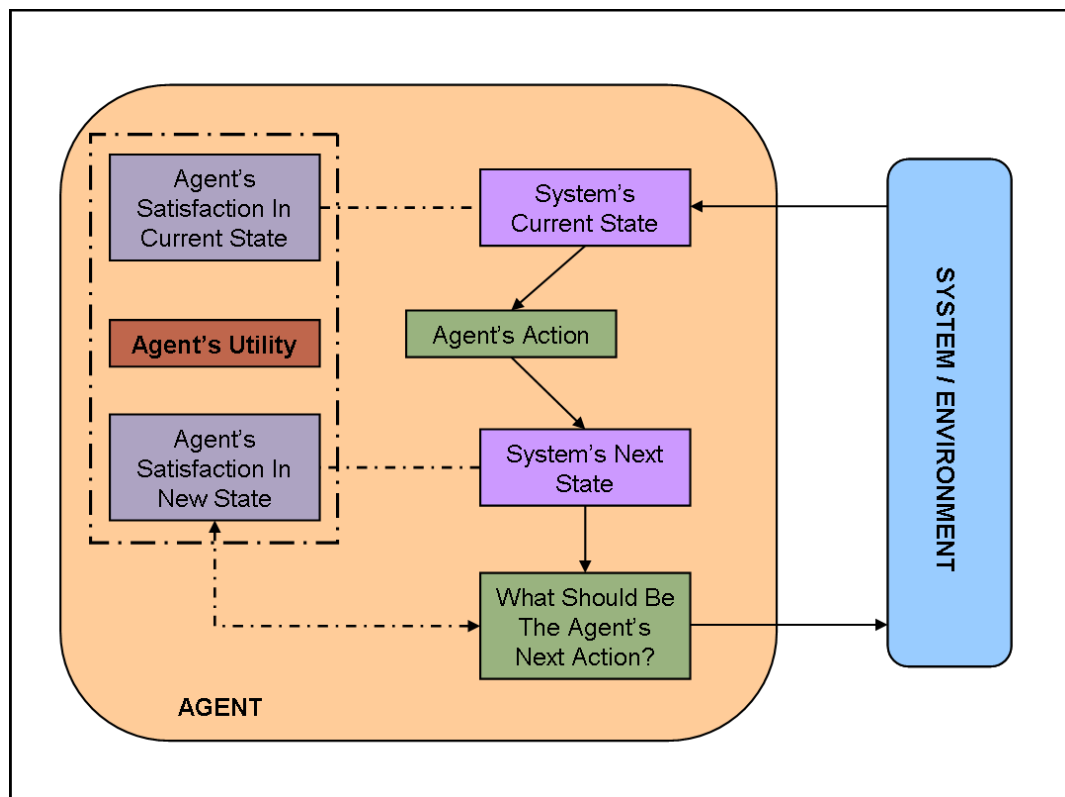 Agent’s
Satisfaction In
Current State
System’s
Current State
Agent’s Utility
Agent’s Action
Agent’s
Satisfaction In
New State
System’s Next
State
What Should Be
The Agent’s
Next Action?
AGENT
SYSTEM / ENVIRONMENT